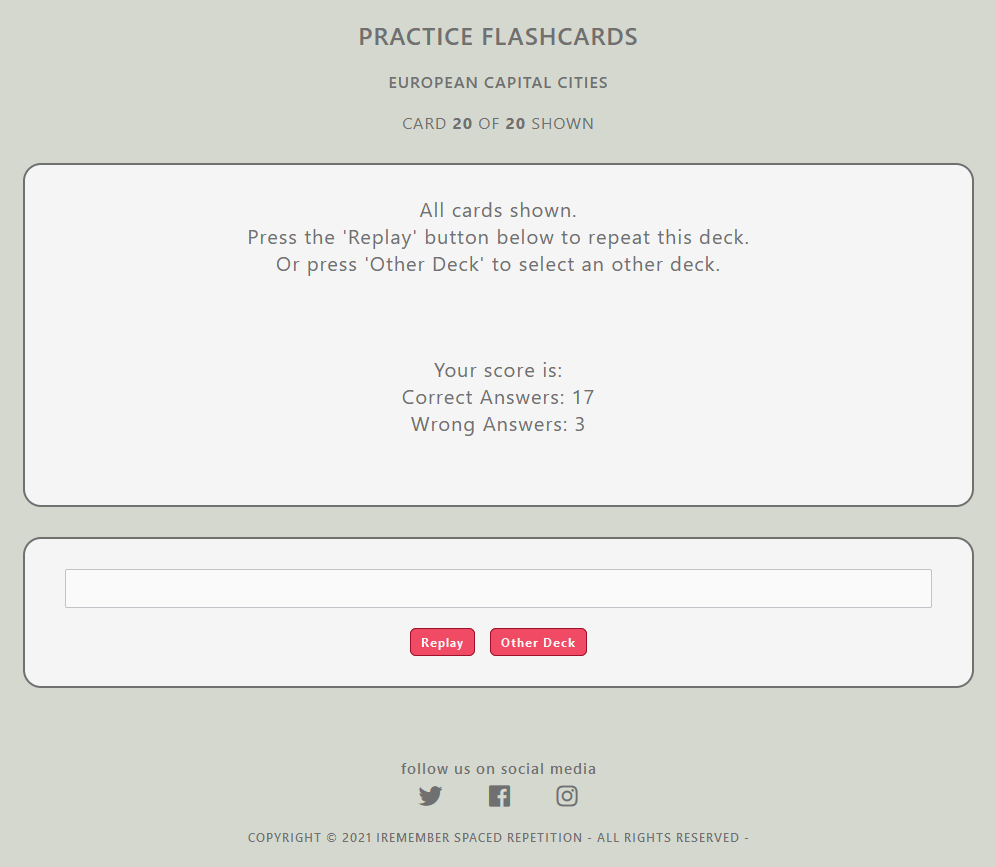 PRACTICE FLASHCARDS
EUROPEAN CAPITAL CITIES
CARD 20 OF 20 SHOWN
All cards shown.
Press the 'Replay' button below to repeat this deck.
Or press 'Other Deck' to select an other deck.
Your score is:
Correct Answers: 17
Wrong Answers: 3
Replay Other Deck
follow us on social media
COPYRIGHT © 2021 IREMEMBER SPACED REPETITION - ALL RIGHTS RESERVED -